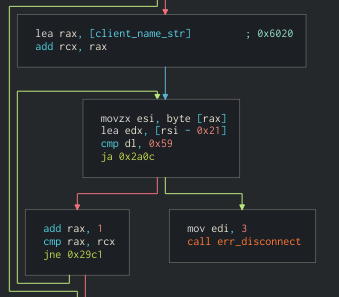 lea rax, [client_name_str] ; 0x6020
add rcx, rax
movzx esi, byte [rax]
lea edx, [rsi - 0x21]
cmp dl, 0x59
ja 0x2a0c
add rax, 1
cmp rax, rcx
jne 0x29c1
mov edi, 3
call err_disconnect